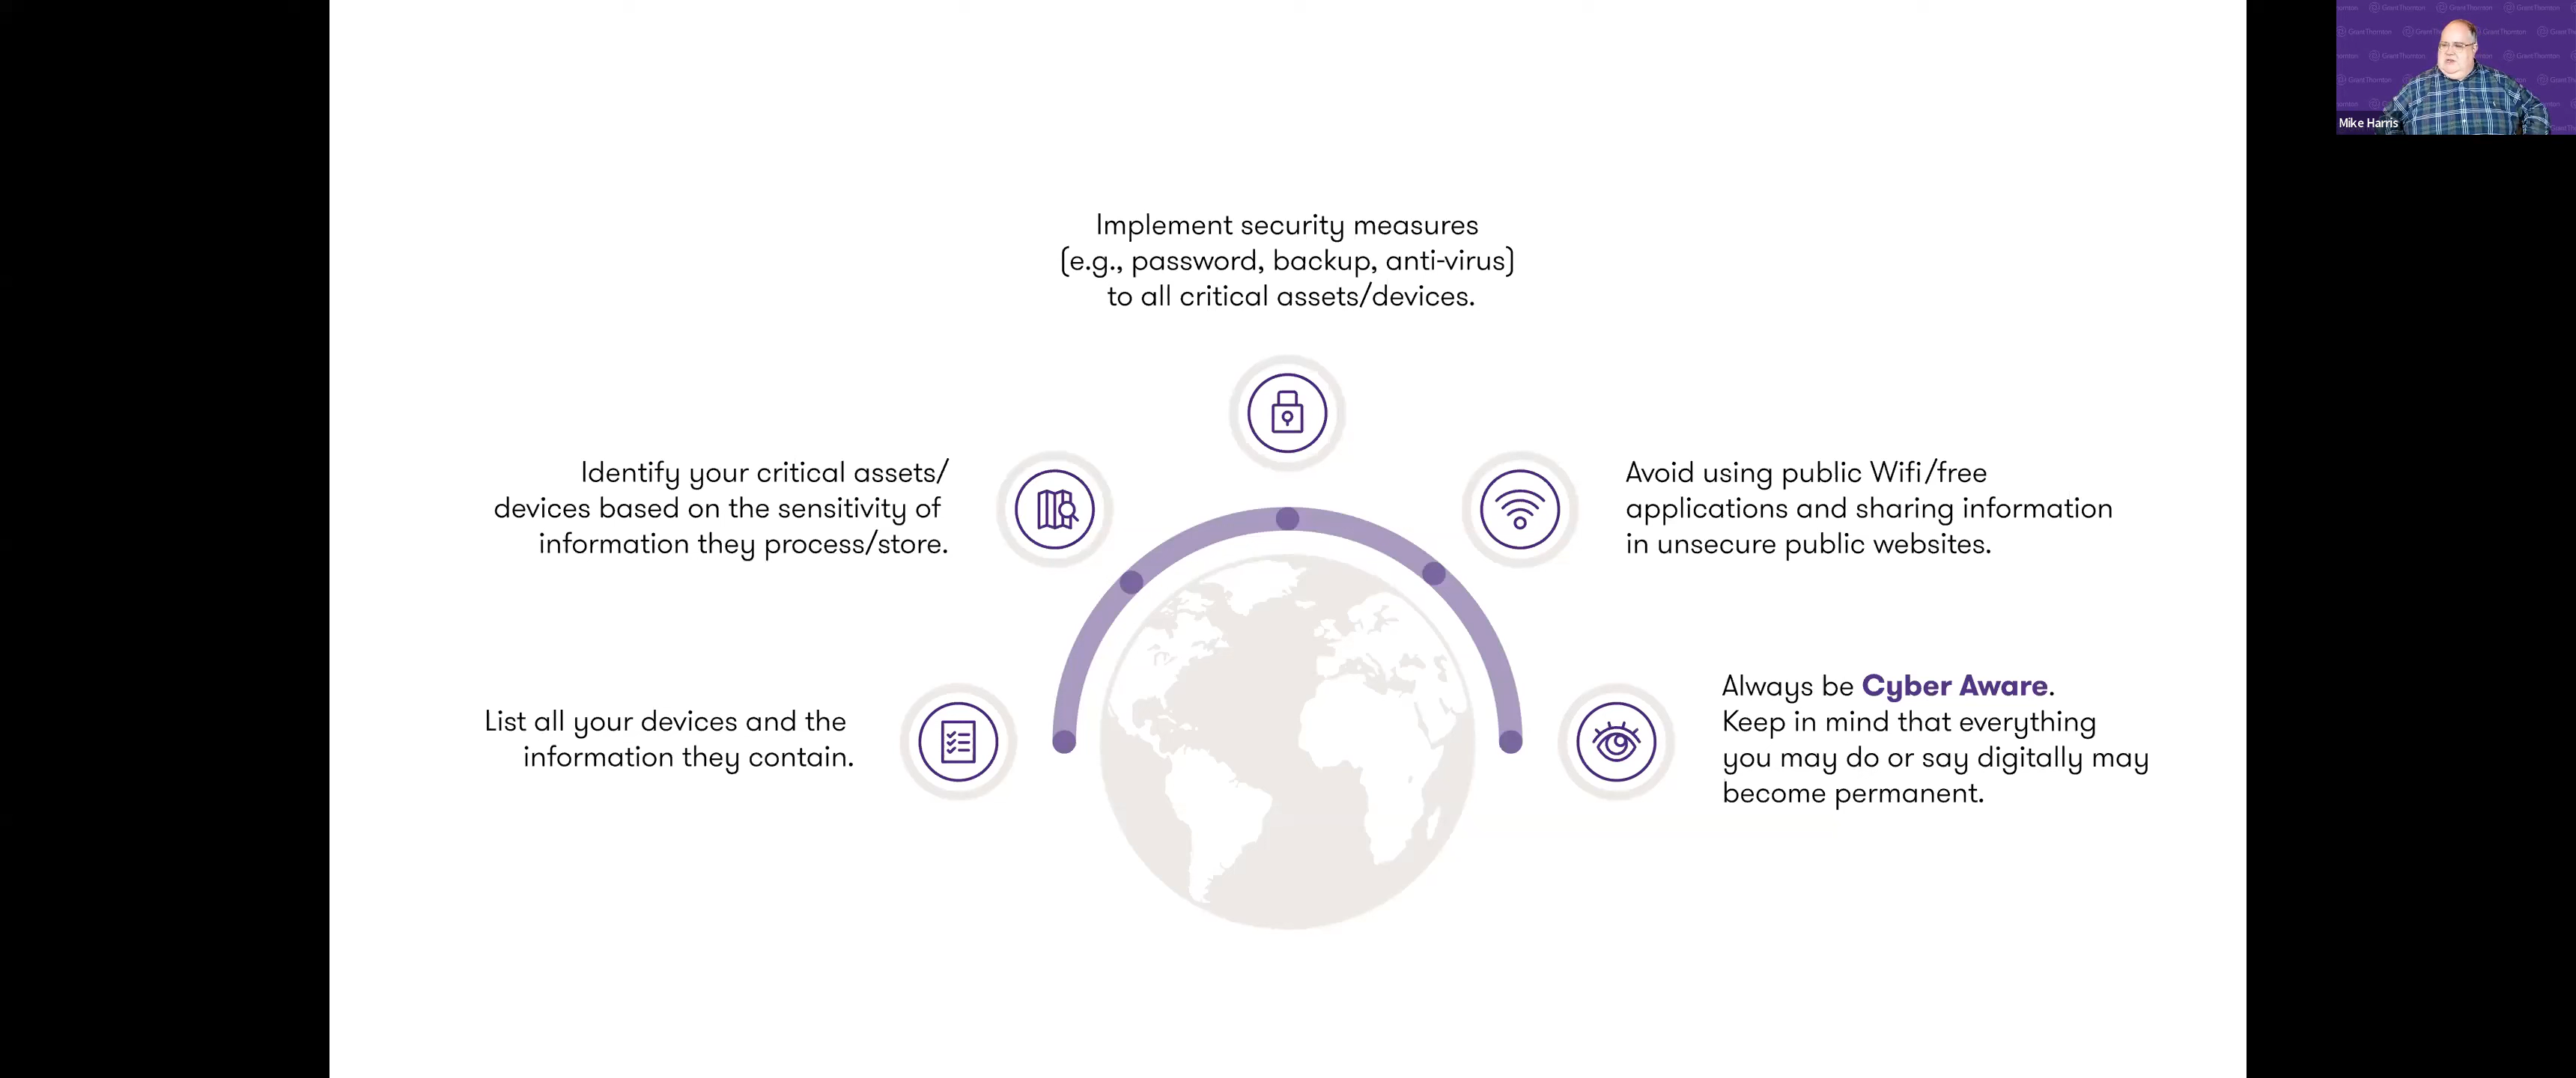 Implement security measures
(e.g., password, backup, anti-virus)
to all critical assets/devices.
Identify your critical assets/
devices based on the sensitivity of
information they process/store.
Avoid using public Wifi/free
applications and sharing information
in unsecure public websites.
List all your devices and the
information they contain.
Always be Cyber Aware.
Keep in mind that everything
you may do or say digitally may
become permanent.
Mike Harris
GrantThornton